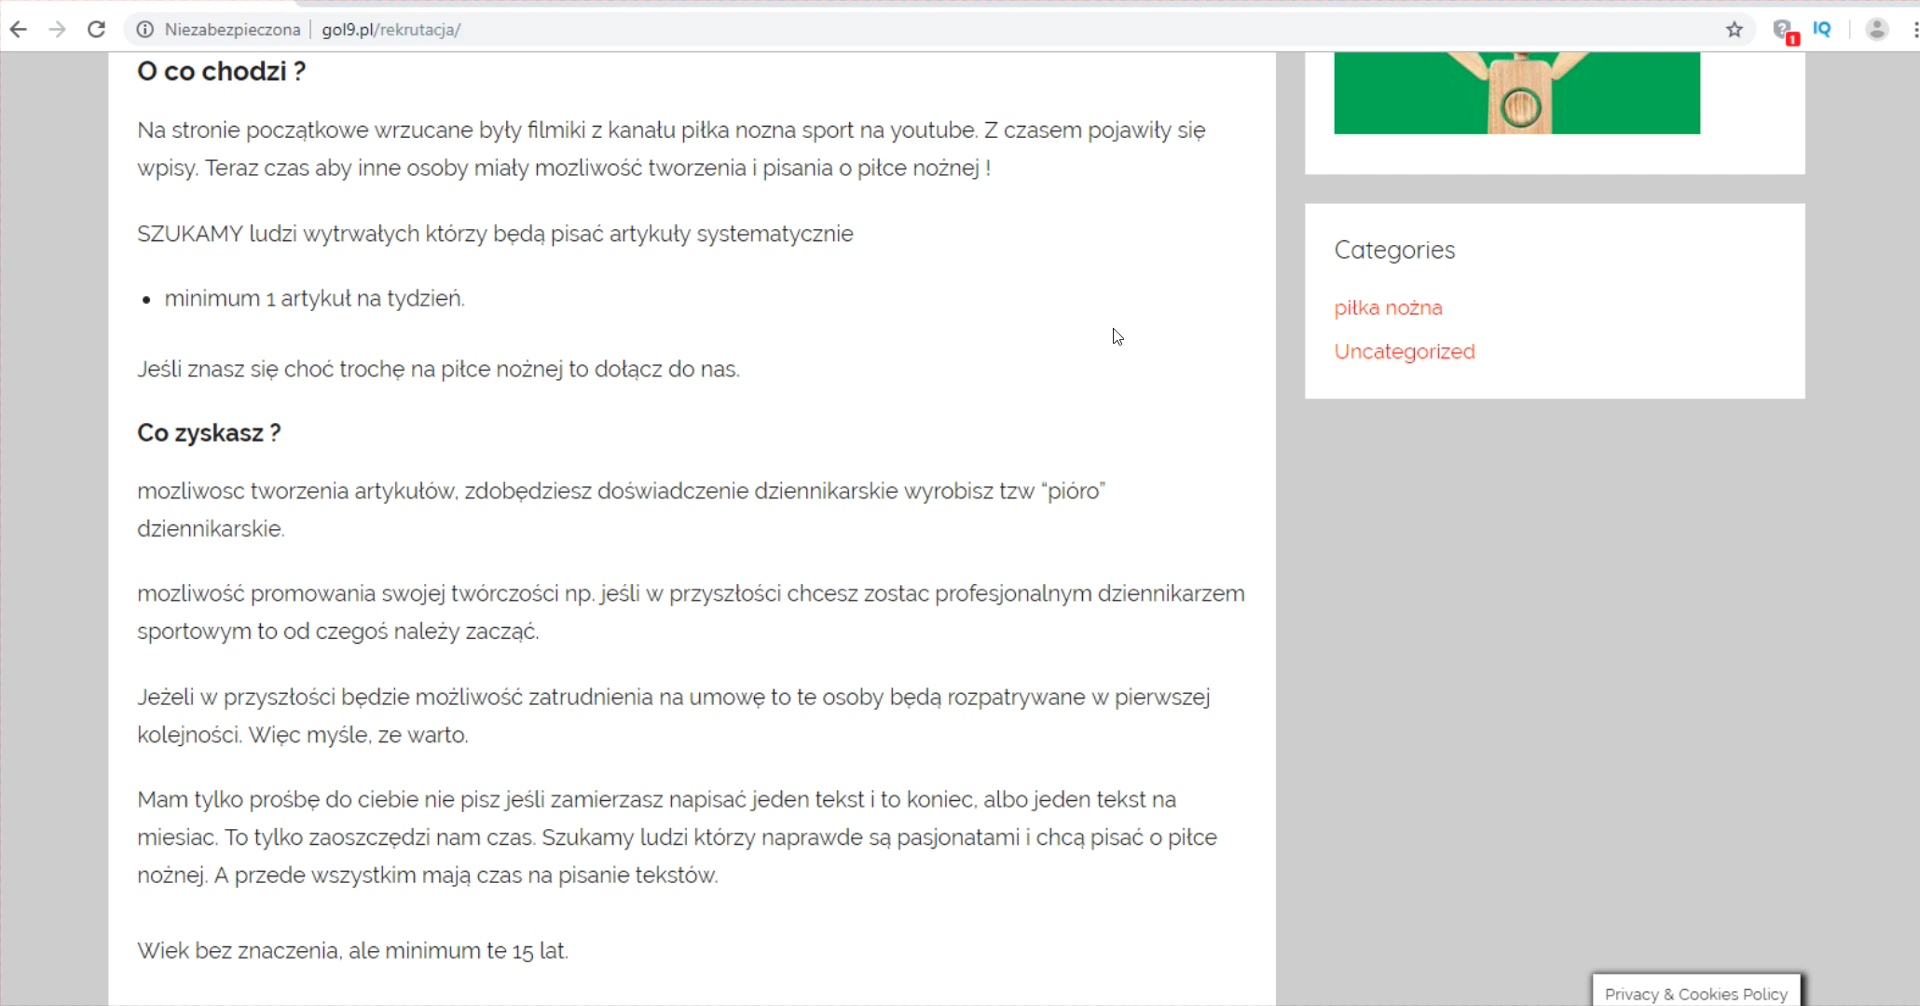 Niezabezpieczona | gol9.pl/rekrutacja/
1
IQ
O co chodzi ?
Na stronie początkowe wrzucane były filmiki z kanału piłka nozna sport na youtube. Z czasem pojawiły się
wpisy. Teraz czas aby inne osoby miały mozliwość tworzenia i pisania o piłce nożnej !
SZUKAMY ludzi wytrwałych którzy będą pisać artykuły systematycznie
• minimum 1 artykuł na tydzień.
Jeśli znasz się choć trochę na piłce nożnej to dołącz do nas.
Co zyskasz ?
mozliwosc tworzenia artykułów, zdobędziesz doświadczenie dziennikarskie wyrobisz tzw “pióro”
dziennikarskie.
mozliwość promowania swojej twórczości np. jeśli w przyszłości chcesz zostac profesjonalnym dziennikarzem
sportowym to od czegoś należy zacząć.
Jeżeli w przyszłości będzie możliwość zatrudnienia na umowę to te osoby będą rozpatrywane w pierwszej
kolejności. Więc myśle, ze warto.
Mam tylko prośbę do ciebie nie pisz jeśli zamierzasz napisać jeden tekst i to koniec, albo jeden tekst na
miesiac. To tylko zaoszczędzi nam czas. Szukamy ludzi którzy naprawde są pasjonatami i chcą pisać o piłce
nożnej. A przede wszystkim mają czas na pisanie tekstów.
Wiek bez znaczenia, ale minimum te 15 lat.
Categories
piłka nożna
Uncategorized
Privacy & Cookies Policy